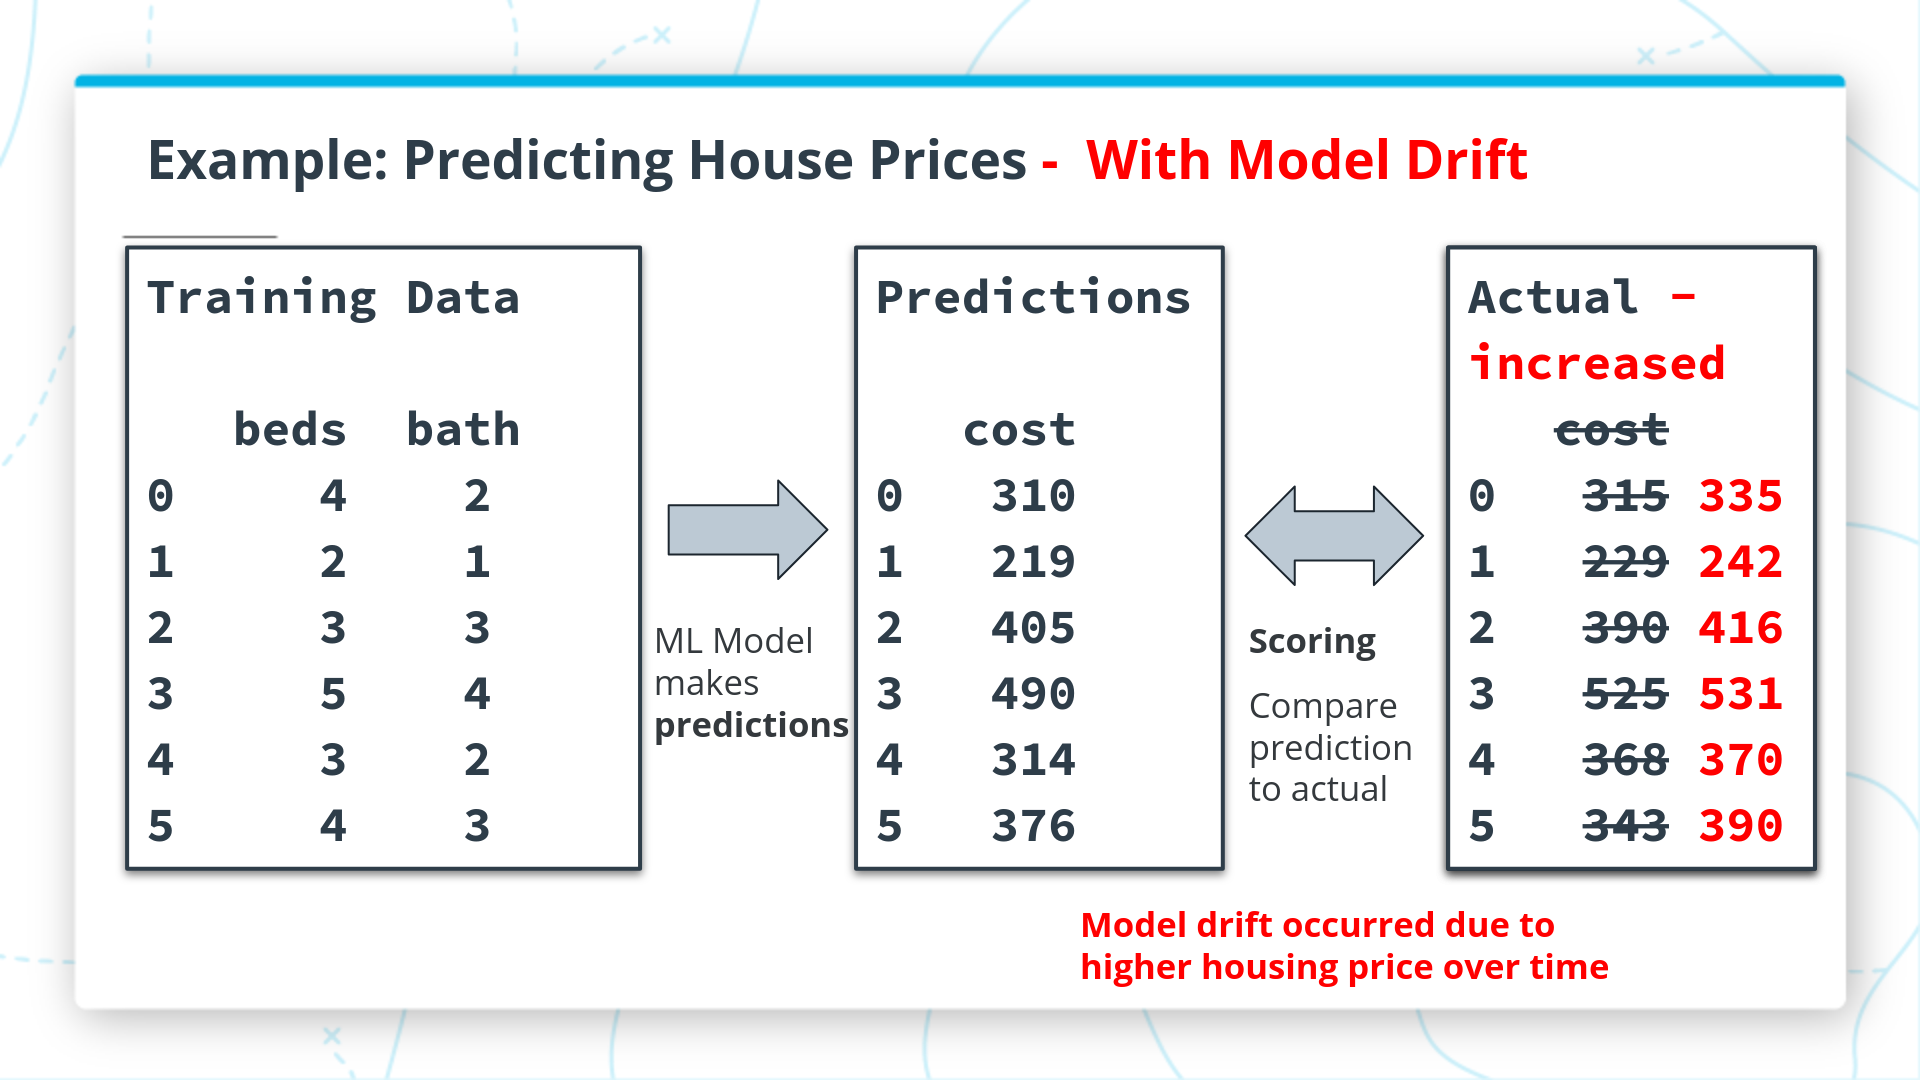 Example: Predicting House Prices - With Model Drift
Training Data
beds bath
0 4 2
1 2 1
2 3 3
3 5 4
4 3 2
5 4 3
ML Model
makes
predictions
Predictions
cost
0 310
1 219
2 405
3 490
4 314
5 376
Scoring
Compare
prediction
to actual
Actual –
increased
cost
0 315 335
1 229 242
2 390 416
3 525 531
4 368 370
5 343 390
Model drift occurred due to
higher housing price over time